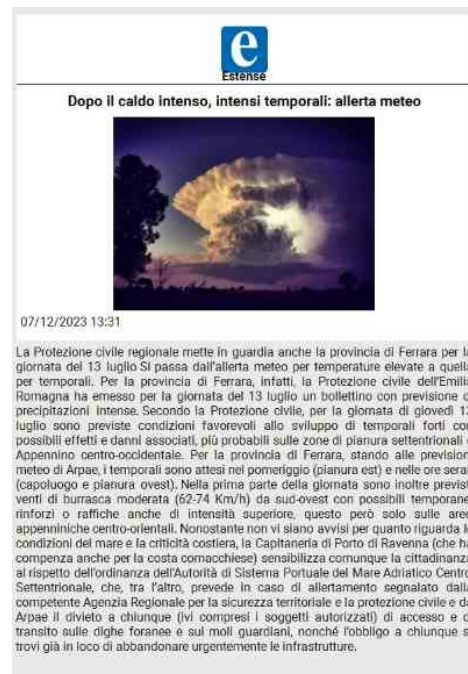 e
Estense
Dopo il caldo intenso, intensi temporali: allerta meteo
07/12/2023 13:31
La Protezione civile regionale mette in guardia anche la provincia di Ferrara per l
giornata del 13 luglio Si passa dall'allerta meteo per temperature elevate a quell
per temporali. Per la provincia di Ferrara, infatti, la Protezione civile dell'Emili
Romagna ha emesso per la giornata del 13 luglio un bollettino con previsione d
precipitazioni intense. Secondo la Protezione civile, per la giornata di giovedì 13
luglio sono previste condizioni favorevoli allo sviluppo di temporali forti con
possibili effetti e danni associati, più probabili sulle zone di pianura settentrionali
Appennino centro-occidentale. Per la provincia di Ferrara, stando alle prevision
meteo di Arpae, i temporali sono attesi nel pomeriggio (pianura est) e nelle ore seral
(capoluogo e pianura ovest). Nella prima parte della giornata sono inoltre previst
venti di burrasca moderata (62-74 Km/h) da sud-ovest con possibili temporane
rinforzi o raffiche anche di intensità superiore, questo però solo sulle aree
appenniniche centro-orientali. Nonostante non vi siano avvisi per quanto riguarda l
condizioni del mare e la criticità costiera, la Capitaneria di Porto di Ravenna (che ha
compenza anche per la costa comacchiese) sensibilizza comunque la cittadinanza
al rispetto dell'ordinanza dell'Autorità di Sistema Portuale del Mare Adriatico Centro
Settentrionale, che, tra l'altro, prevede in caso di allertamento segnalato dalla
competente Agenzia Regionale per la sicurezza territoriale e la protezione civile e da
Arpae il divieto a chiunque (ivi compresi i soggetti autorizzati) di accesso e d
transito sulle dighe foranee e sui moli guardiani, nonché l'obbligo a chiunque s
trovi già in loco di abbandonare urgentemente le infrastrutture.